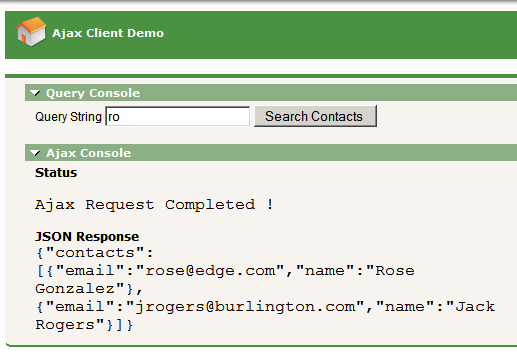 Ajax Client Demo
Query Console
Query String ro Search Contacts
Ajax Console
Status
Ajax Request Completed !
JSON Response
{"contacts":
[{"email":"rose@edge.com","name":"Rose
Gonzalez"},
{"email":"jrogers@burlington.com","name":"Jack
Rogers"}]}